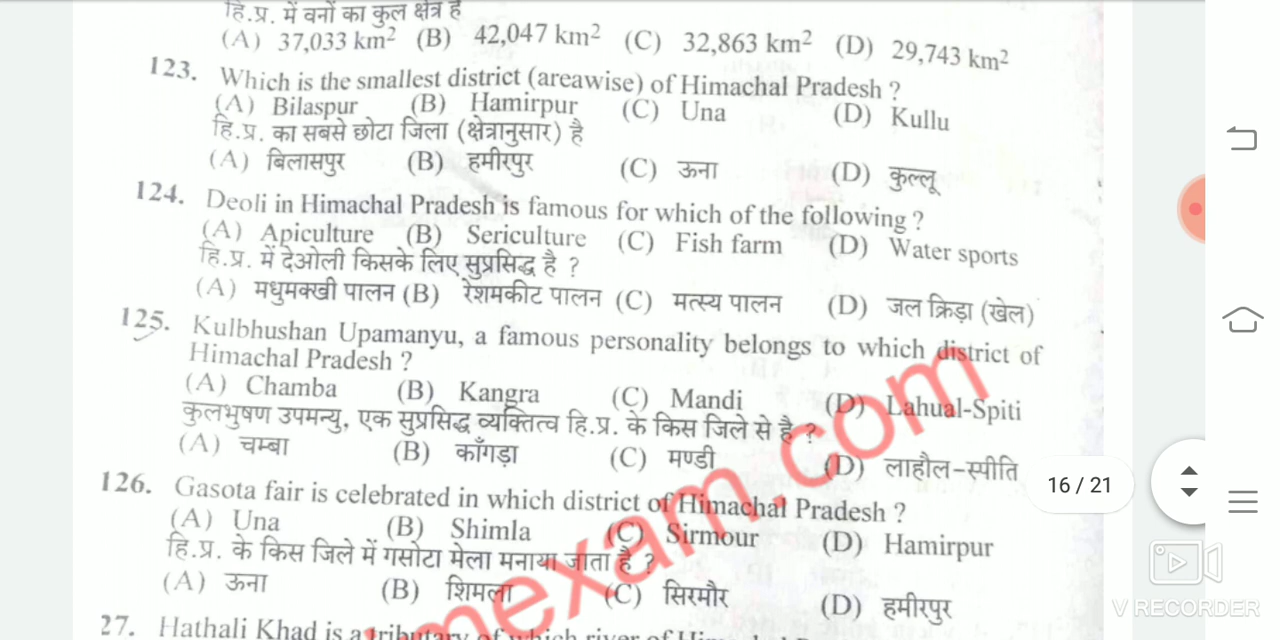 हि.प्र. में वनों का कुल क्षेत्र है
(A) 37,033 km² (B) 42,047 km² (C) 32,863 km² (D) 29,743 km²
123. Which is the smallest district (areawise) of Himachal Pradesh ?
(A) Bilaspur (B) Hamirpur (C) Una (D) Kullu
हि.प्र. का सबसे छोटा जिला (क्षेत्रानुसार) है
(A) बिलासपुर (B) हमीरपुर (C) ऊना (D) कुल्लू
124. Deoli in Himachal Pradesh is famous for which of the following ?
(A) Apiculture (B) Sericulture (C) Fish farm (D) Water sports
हि.प्र. में देओली किसके लिए सुप्रसिद्ध है ?
(A) मधुमक्खी पालन (B) रेशमकीट पालन (C) मत्स्य पालन (D) जल क्रिड़ा (खेल)
125. Kulbhushan Upamanyu, a famous personality belongs to which district of
Himachal Pradesh ?
(A) Chamba (B) Kangra (C) Mandi (D) Lahual-Spiti
कुलभुषण उपमन्यु, एक सुप्रसिद्ध व्यक्तित्व हि.प्र. के किस जिले से है ?
(A) चम्बा (B) काँगड़ा (C) मण्डी (D) लाहौल-स्पीति
16 / 21
126. Gasota fair is celebrated in which district of Himachal Pradesh ?
(A) Una (B) Shimla (C) Sirmour (D) Hamirpur
हि.प्र. के किस जिले में गसोटा मेला मनाया जाता है ?
(A) ऊना (B) शिमला (C) सिरमौर (D) हमीरपुर
27. Hathali Khad is a tributary of which river of
mexam.com
V RECORDER